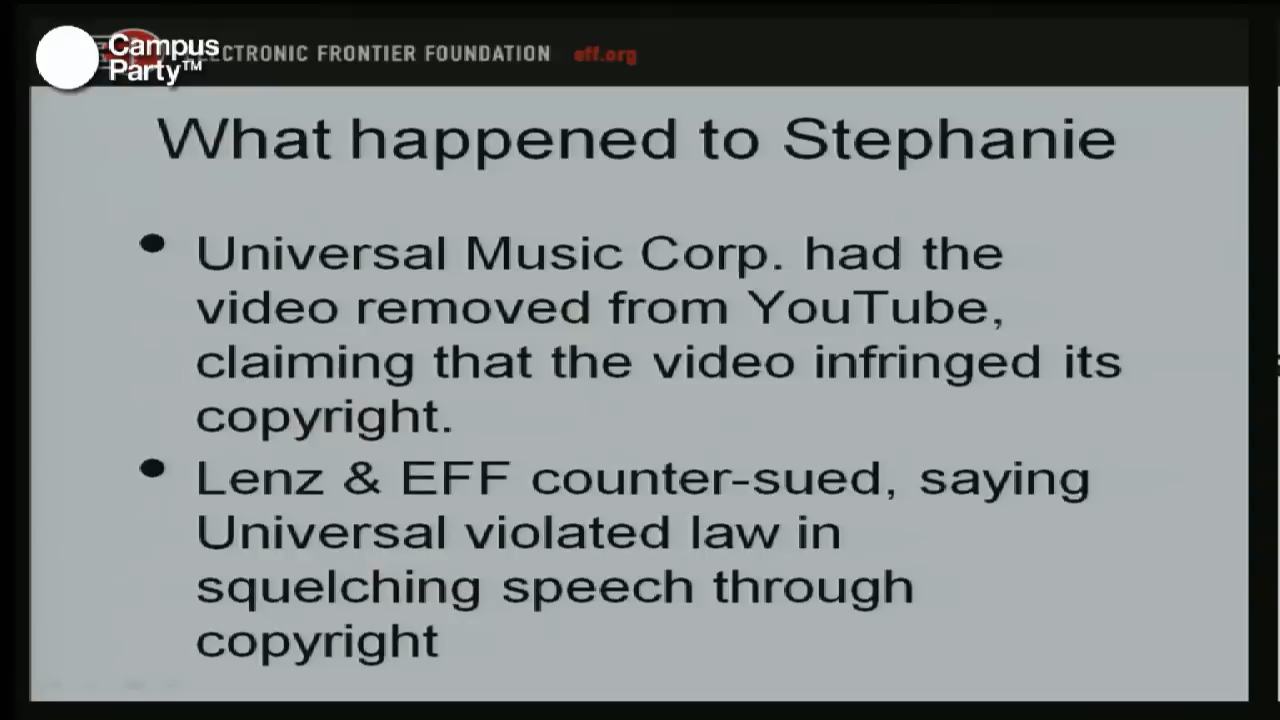 Campus
Party™
ELECTRONIC FRONTIER FOUNDATION eff.org
What happened to Stephanie
• Universal Music Corp. had the
video removed from YouTube,
claiming that the video infringed its
copyright.
• Lenz & EFF counter-sued, saying
Universal violated law in
squelching speech through
copyright